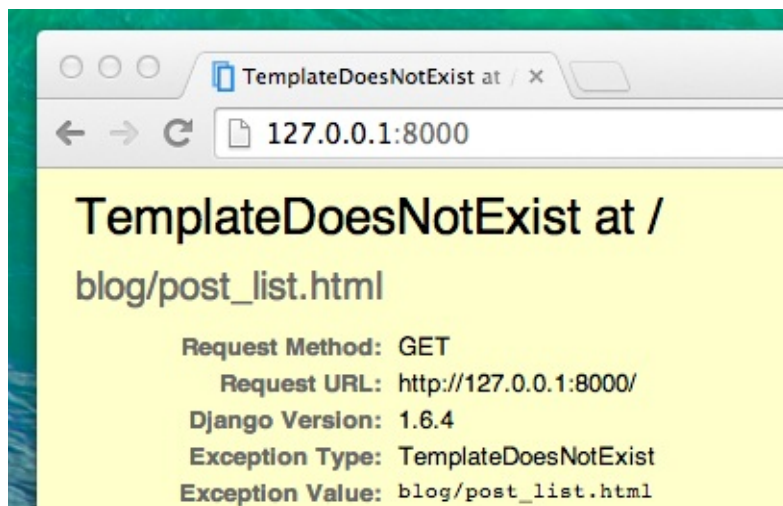 TemplateDoesNotExist at /
127.0.0.1:8000
TemplateDoesNotExist at /
blog/post_list.html
Request Method: GET
Request URL: http://127.0.0.1:8000/
Django Version: 1.6.4
Exception Type: TemplateDoesNotExist
Exception Value: blog/post_list.html